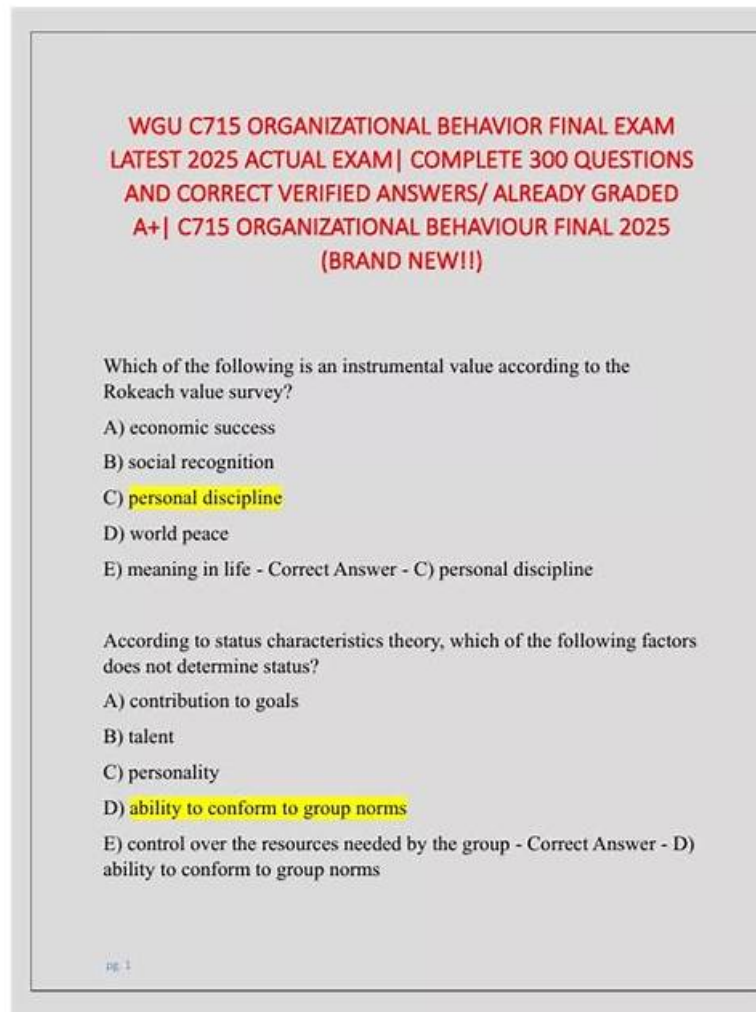 WGU C715 ORGANIZATIONAL BEHAVIOR FINAL EXAM
LATEST 2025 ACTUAL EXAM| COMPLETE 300 QUESTIONS
AND CORRECT VERIFIED ANSWERS/ ALREADY GRADED
A+| C715 ORGANIZATIONAL BEHAVIOUR FINAL 2025
(BRAND NEW!!)
Which of the following is an instrumental value according to the
Rokeach value survey?
A) economic success
B) social recognition
C) personal discipline
D) world peace
E) meaning in life - Correct Answer - C) personal discipline
According to status characteristics theory, which of the following factors
does not determine status?
A) contribution to goals
B) talent
C) personality
D) ability to conform to group norms
E) control over the resources needed by the group - Correct Answer - D)
ability to conform to group norms
pg. 1